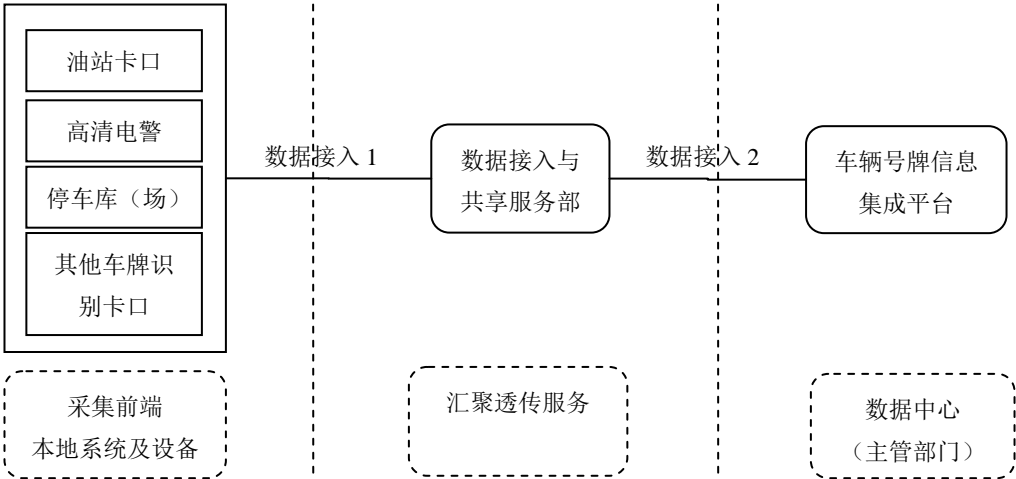 油站卡口
高清电警
停车库（场）
其他车牌识
别卡口
数据接入 1
数据接入与
共享服务部
数据接入 2
车辆号牌信息
集成平台
采集前端
本地系统及设备
汇聚透传服务
数据中心
（主管部门）